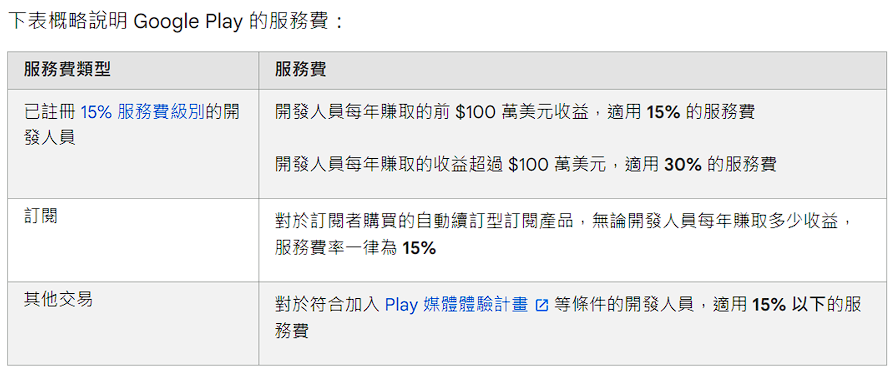 下表概略說明 Google Play 的服務費：
服務費類型
服務費
已註冊 15% 服務費級別的開
發人員
開發人員每年賺取的前 $100 萬美元收益，適用 15% 的服務費
開發人員每年賺取的收益超過 $100 萬美元，適用 30% 的服務費
訂閱
對於訂閱者購買的自動續訂型訂閱產品，無論開發人員每年賺取多少收益，
服務費率一律為 15%
其他交易
對於符合加入 Play 媒體體驗計畫 等條件的開發人員，適用 15% 以下的服
務費